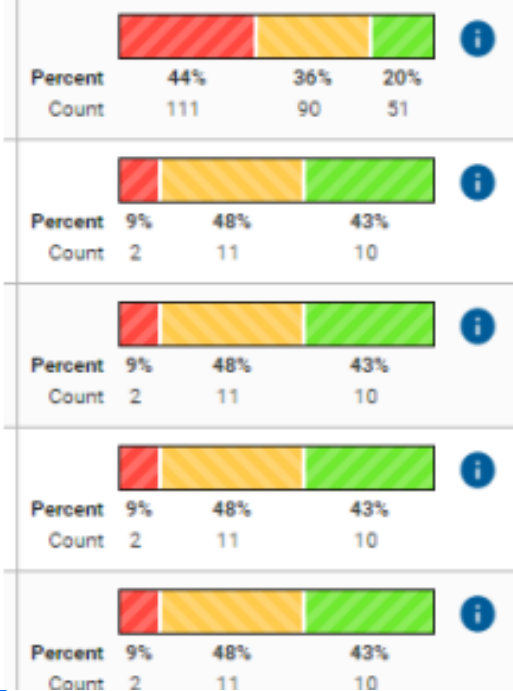 i
Percent 44% 36% 20%
Count 111 90 51
i
Percent 9% 48% 43%
Count 2 11 10
i
Percent 9% 48% 43%
Count 2 11 10
i
Percent 9% 48% 43%
Count 2 11 10
i
Percent 9% 48% 43%
Count 2 11 10